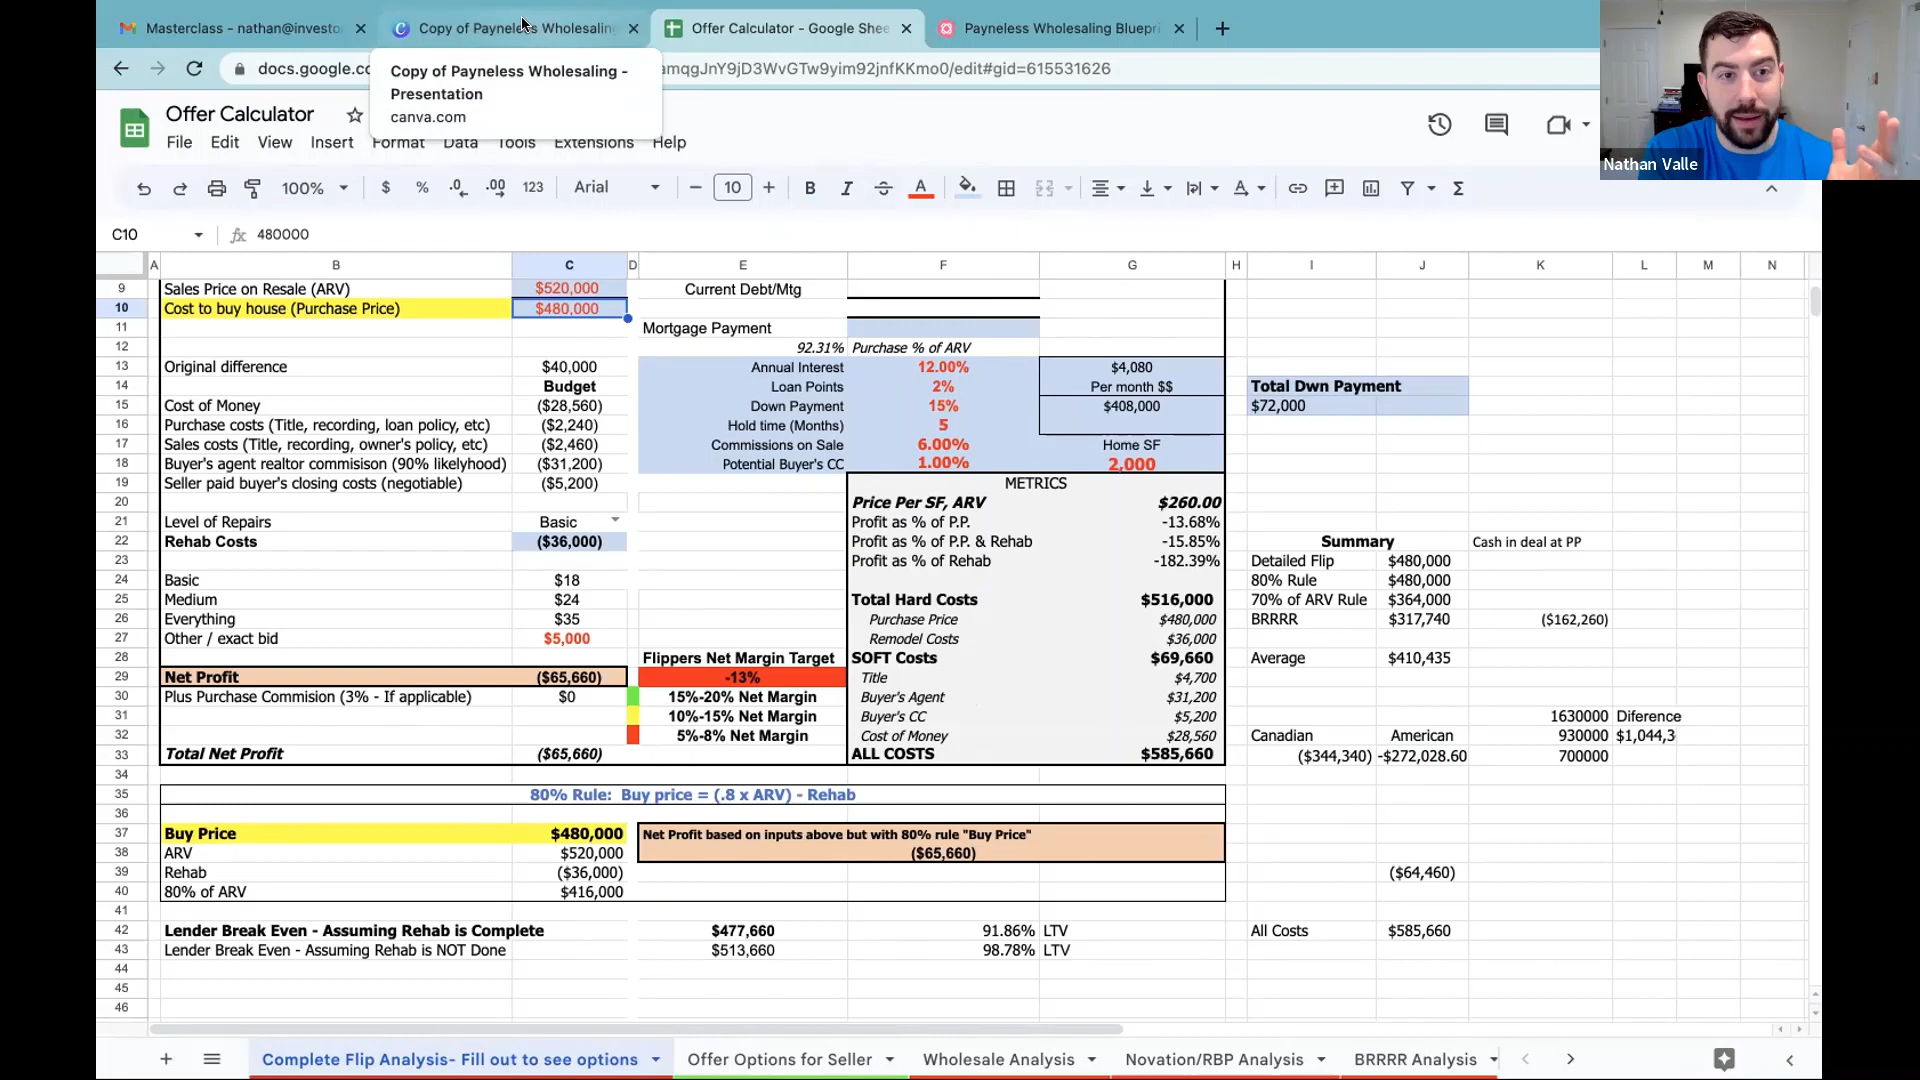 Masterclass - nathan@investo
Copy of Payneless Wholesaling
Offer Calculator - Google Shee
Payneless Wholesaling Bluepri
docs.google.co
amqgJnY9jD3WvGTw9yim92jnfKKmo0/edit#gid=615531626
Copy of Payneless Wholesaling -
Presentation
canva.com
Nathan Valle
Offer Calculator
File Edit View Insert Format Data Tools Extensions Help
100% $ % .0 .00 123 Arial 10 B I S A
C10 fx 480000
A B C D E F G H I J K L M N
9 Sales Price on Resale (ARV) $520,000 Current Debt/Mtg
10 Cost to buy house (Purchase Price) $480,000
11 Mortgage Payment
12 92.31% Purchase % of ARV
13 Original difference $40,000 Annual Interest 12.00% $4,080
14 Budget Loan Points 2% Per month $$ Total Dwn Payment
15 Cost of Money ($28,560) Down Payment 15% $408,000 $72,000
16 Purchase costs (Title, recording, loan policy, etc) ($2,240) Hold time (Months) 5
17 Sales costs (Title, recording, owner's policy, etc) ($2,460) Commissions on Sale 6.00% Home SF
18 Buyer's agent realtor commisison (90% likelyhood) ($31,200) Potential Buyer's CC 1.00% 2,000
19 Seller paid buyer's closing costs (negotiable) ($5,200) METRICS
20 Price Per SF, ARV $260.00
21 Level of Repairs Basic Profit as % of P.P. -13.68%
22 Rehab Costs ($36,000) Profit as % of P.P. & Rehab -15.85% Summary Cash in deal at PP
23 Profit as % of Rehab -182.39% Detailed Flip $480,000
24 Basic $18 80% Rule $480,000
25 Medium $24 Total Hard Costs $516,000 70% of ARV Rule $364,000
26 Everything $35 Purchase Price $480,000 BRRRR $317,740 ($162,260)
27 Other / exact bid $5,000 Remodel Costs $36,000
28 Flippers Net Margin Target SOFT Costs $69,660 Average $410,435
29 Net Profit ($65,660) -13% Title $4,700
30 Plus Purchase Commision (3% - If applicable) $0 15%-20% Net Margin Buyer's Agent $31,200
31 10%-15% Net Margin Buyer's CC $5,200 1630000 Diference
32 5%-8% Net Margin Cost of Money $28,560 Canadian American 930000 $1,044,3
33 Total Net Profit ($65,660) ALL COSTS $585,660 ($344,340) -$272,028.60 700000
34
35 80% Rule: Buy price = (.8 x ARV) - Rehab
36
37 Buy Price $480,000 Net Profit based on inputs above but with 80% rule "Buy Price"
38 ARV $520,000 ($65,660)
39 Rehab ($36,000) ($64,460)
40 80% of ARV $416,000
41
42 Lender Break Even - Assuming Rehab is Complete $477,660 91.86% LTV All Costs $585,660
43 Lender Break Even - Assuming Rehab is NOT Done $513,660 98.78% LTV
44
45
46
Complete Flip Analysis- Fill out to see options Offer Options for Seller Wholesale Analysis Novation/RBP Analysis BRRRR Analysis